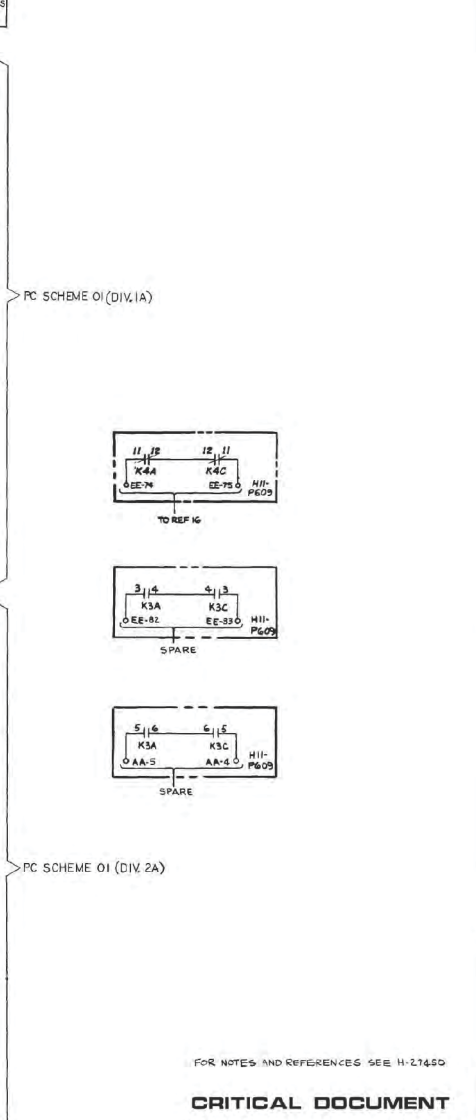 S
PC SCHEME 01 (DIV. 1A)
11 12 12 11
K4A K4C
EE-74 EE-75 H11-
P609
TO REF 16
3 4 4 3
K3A K3C
EE-82 EE-83 H11-
P609
SPARE
5 6 6 5
K3A K3C
AA-5 AA-4 H11-
P609
SPARE
PC SCHEME 01 (DIV. 2A)
FOR NOTES AND REFERENCES SEE H-27450
CRITICAL DOCUMENT